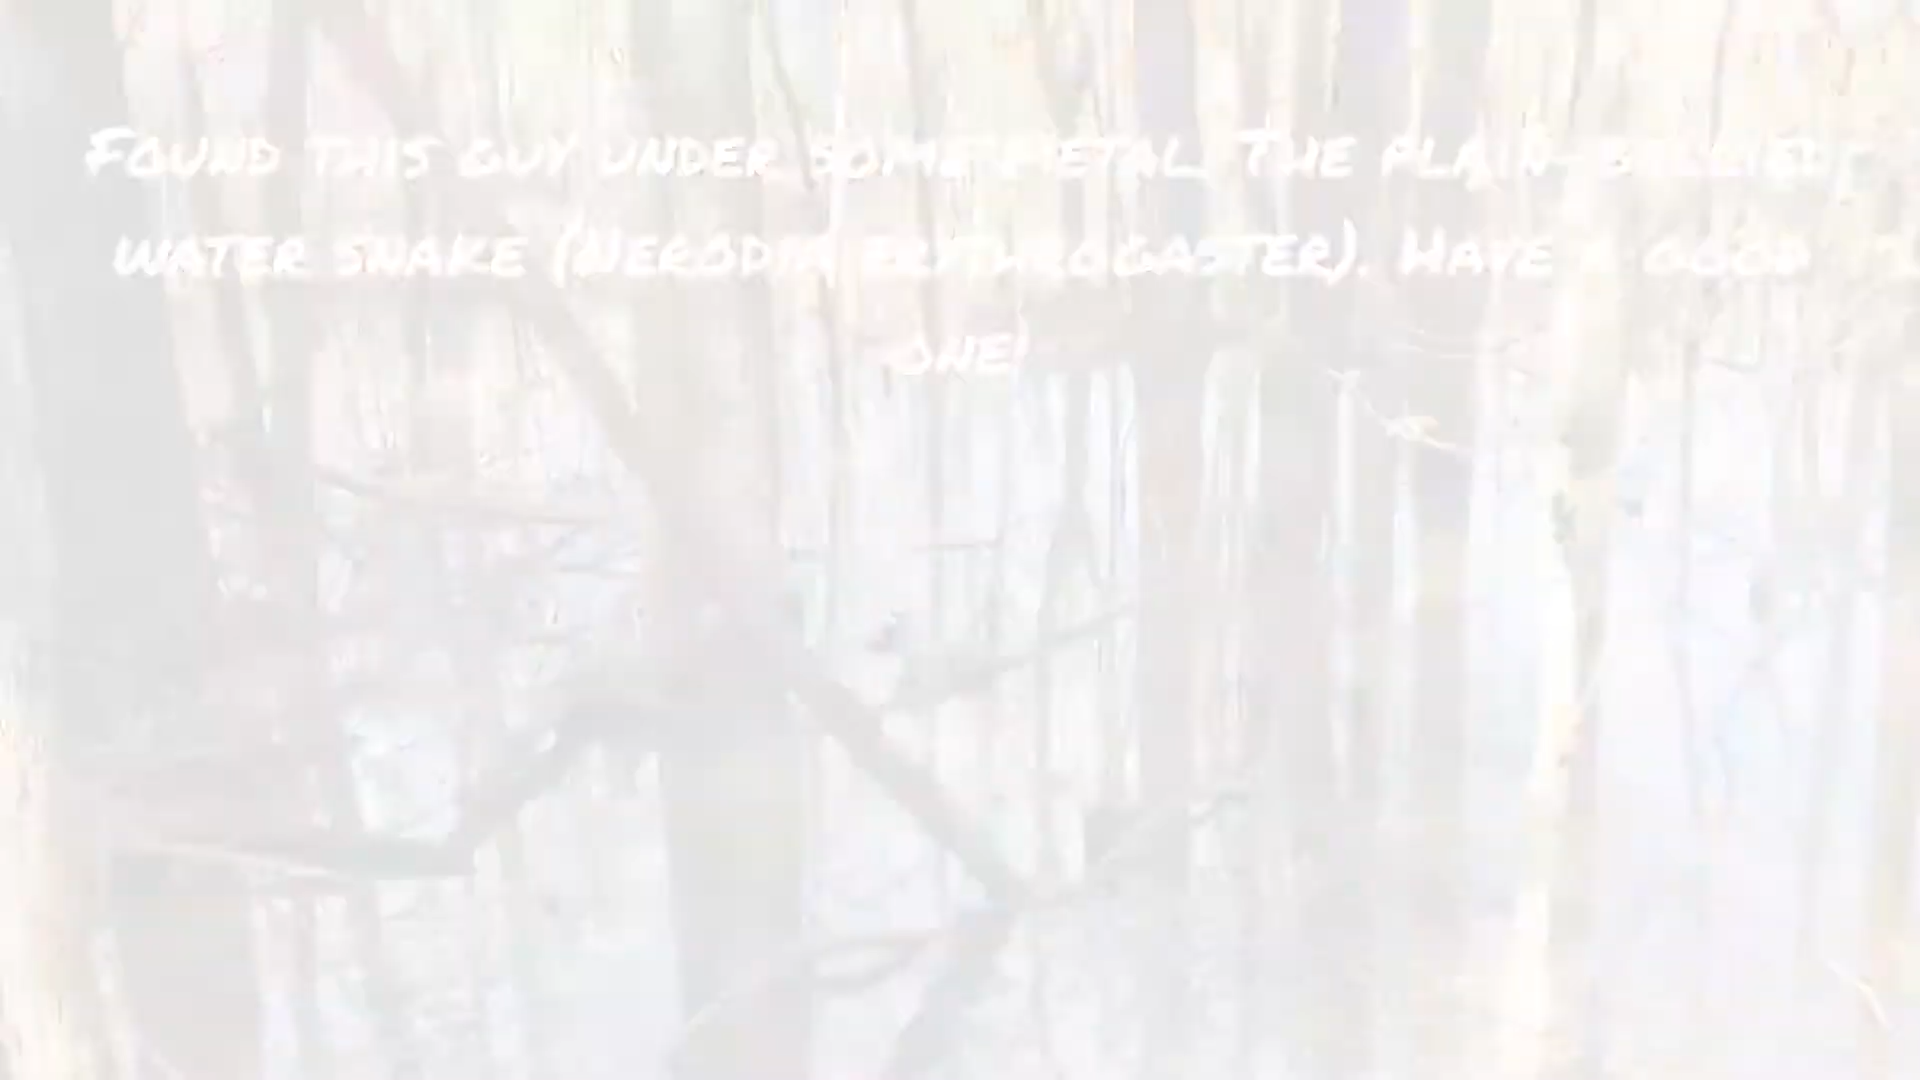 Found this guy under some metal. The plain-bellied
water snake (Nerodia erythrogaster). Have a good
one!